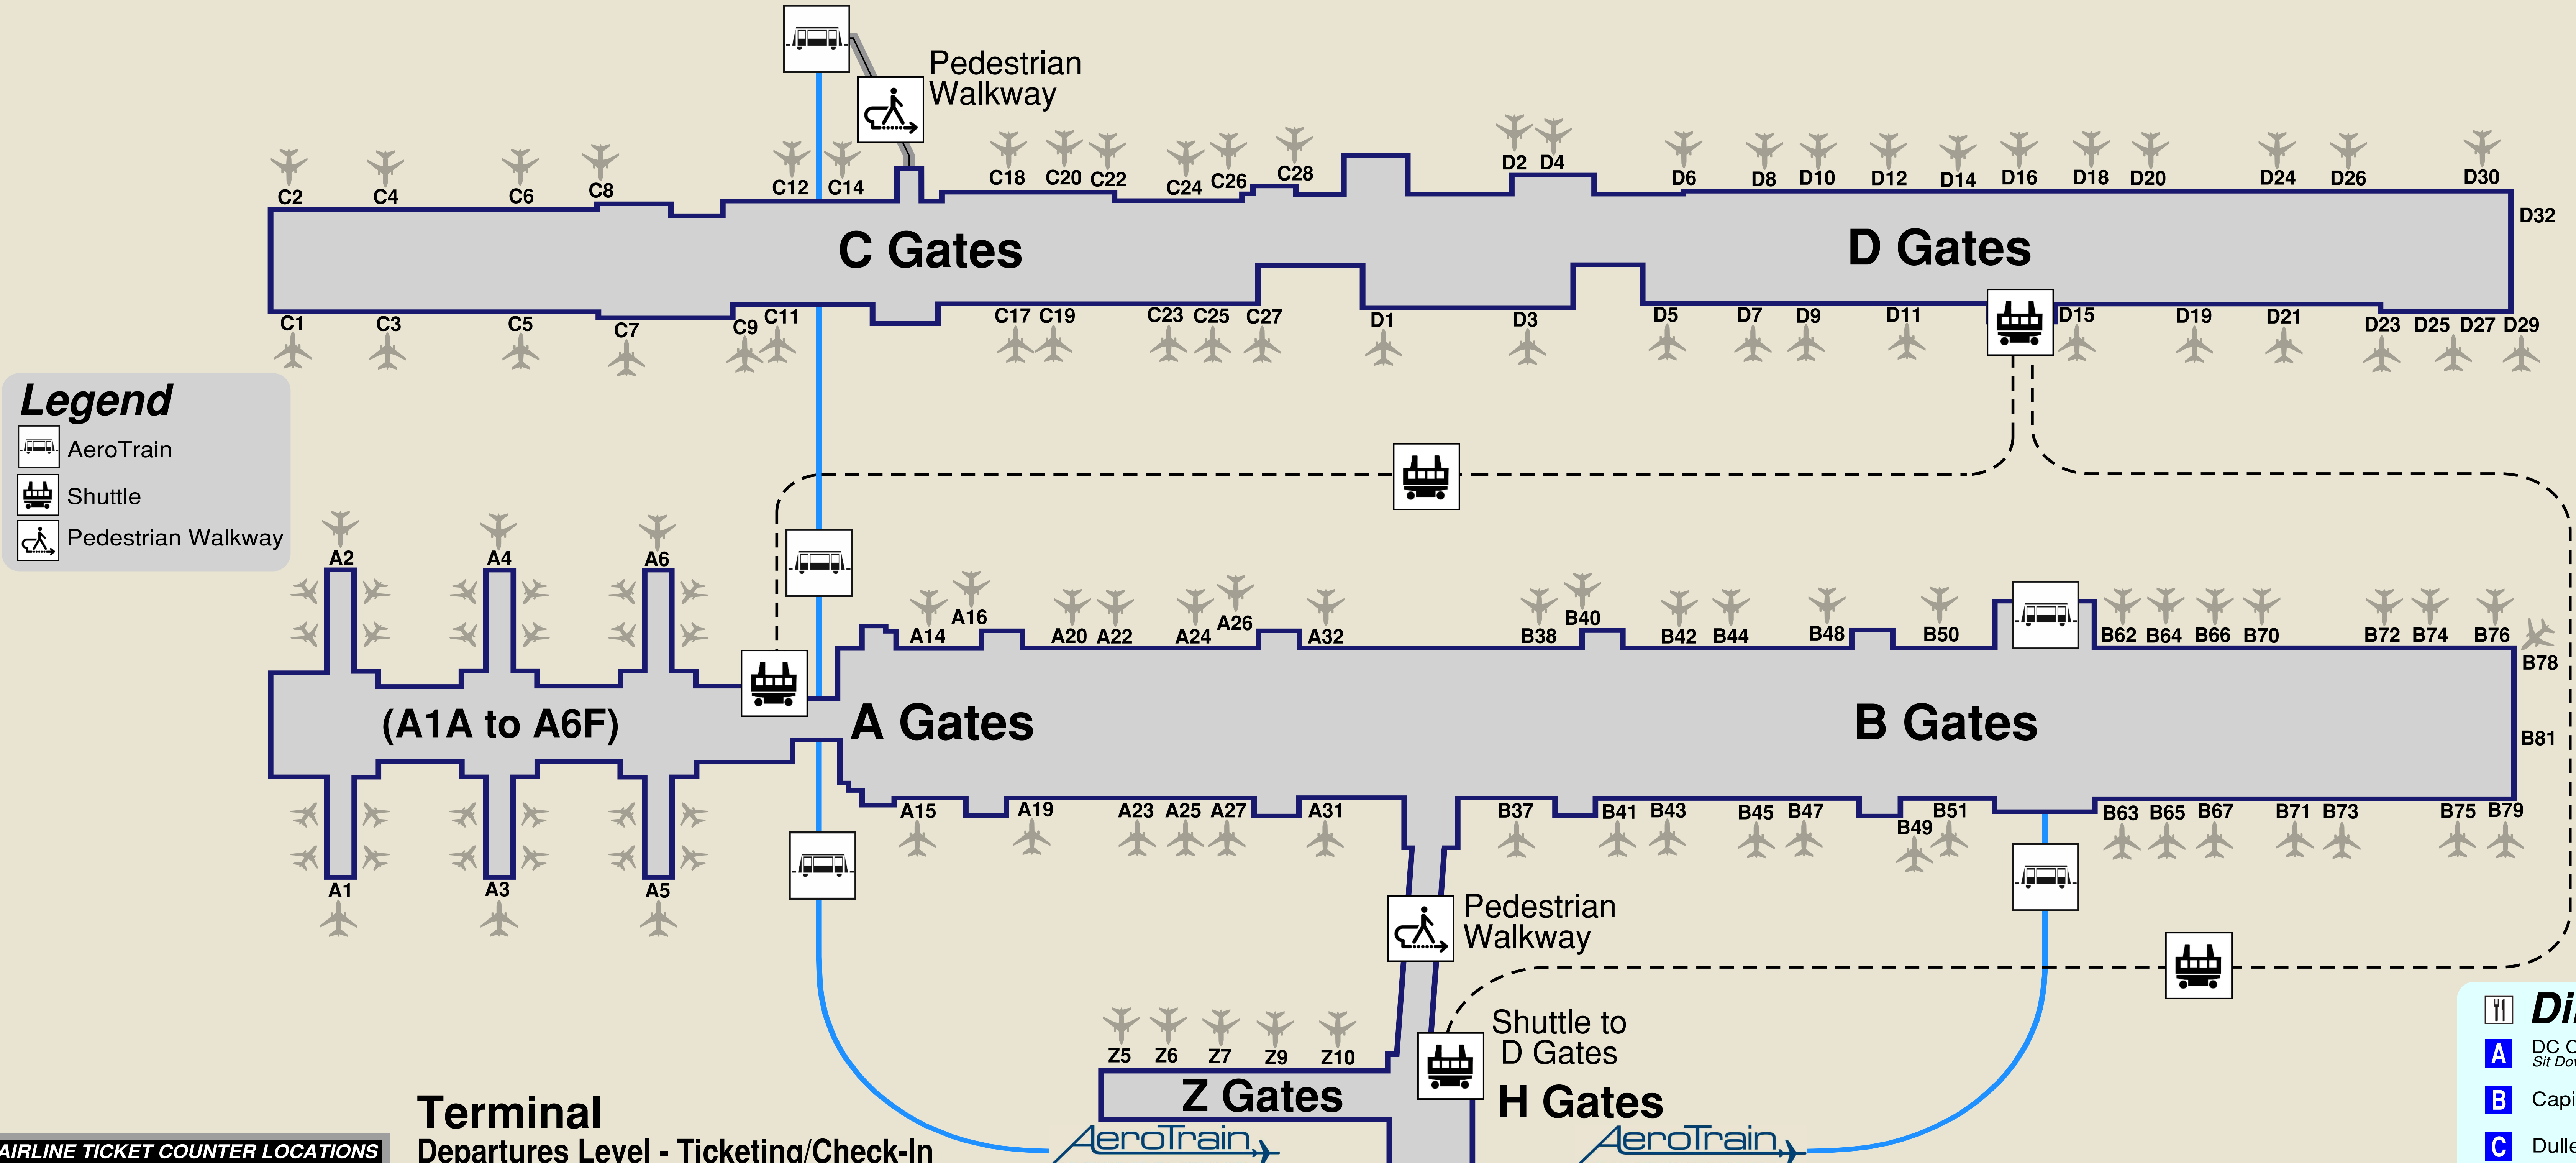 Pedestrian
Walkway
C2
C4
C6
C8
C12
C14
C18
C20
C22
C24
C26
C28
D2
D4
D6
D8
D10
D12
D14
D16
D18
D20
D24
D26
D30
D32
C Gates
D Gates
C1
C3
C5
C7
C9
C11
C17
C19
C23
C25
C27
D1
D3
D5
D7
D9
D11
D15
D19
D21
D23
D25
D27
D29
Legend
AeroTrain
Shuttle
Pedestrian Walkway
A2
A4
A6
A14
A16
A20
A22
A24
A26
A32
B38
B40
B42
B44
B48
B50
B62
B64
B66
B70
B72
B74
B76
B78
(A1A to A6F)
A Gates
B Gates
B81
A1
A3
A5
A15
A19
A23
A25
A27
A31
B37
B41
B43
B45
B47
B49
B51
B63
B65
B67
B71
B73
B75
B79
Pedestrian
Walkway
Shuttle to
D Gates
Z5
Z6
Z7
Z9
Z10
Z Gates
H Gates
Terminal
Departures Level - Ticketing/Check-In
AIRLINE TICKET COUNTER LOCATIONS
AeroTrain
AeroTrain
A
DC
Sit
B
C